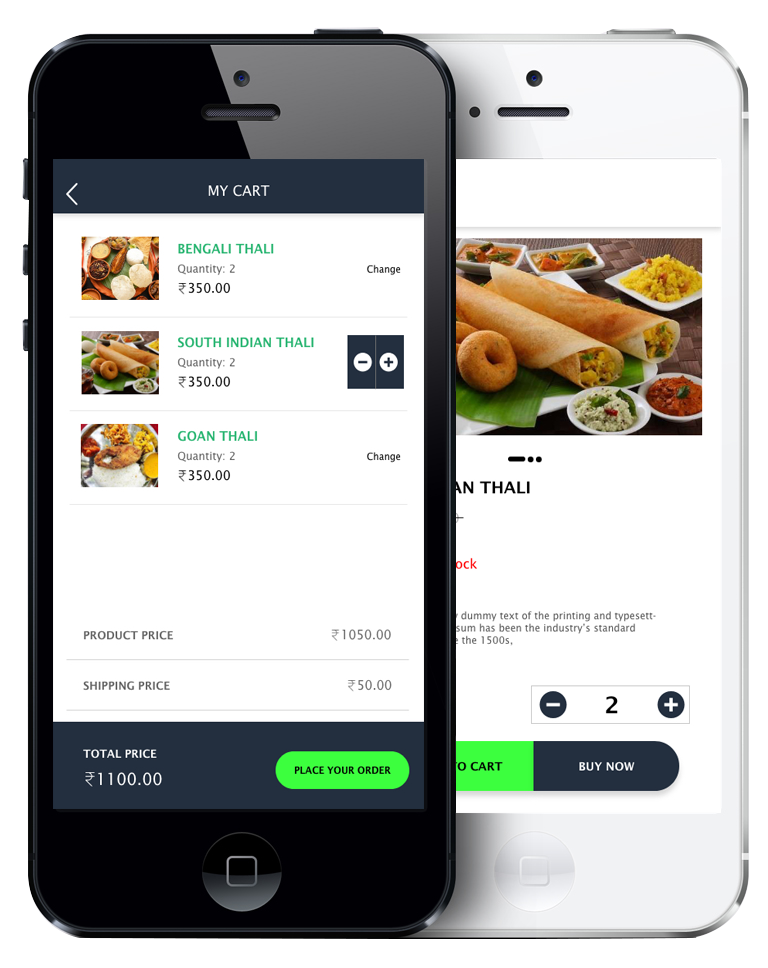 MY CART
BENGALI THALI
Quantity: 2
₹350.00
Change
SOUTH INDIAN THALI
Quantity: 2
₹350.00
GOAN THALI
Quantity: 2
₹350.00
Change
PRODUCT PRICE
₹1050.00
SHIPPING PRICE
₹50.00
TOTAL PRICE
₹1100.00
PLACE YOUR ORDER
AN THALI
ock
y dummy text of the printing and typesett-
sum has been the industry's standard
e the 1500s,
2
TO CART
BUY NOW